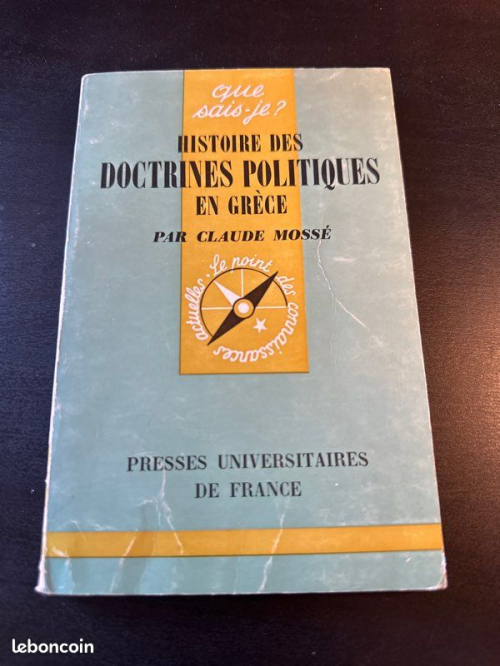 que
sais-je?
HISTOIRE DES
DOCTRINES POLITIQUES
EN GRÈCE
PAR CLAUDE MOSSÉ
Le point des connaissances actuelles.
PRESSES UNIVERSITAIRES
DE FRANCE
leboncoin